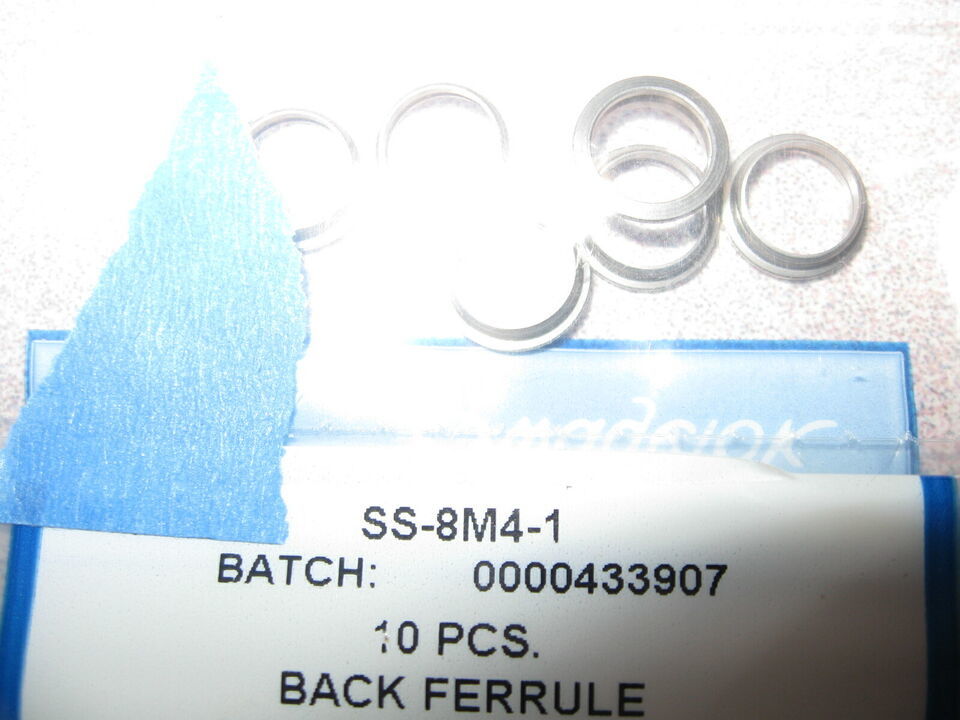 SS-8M4-1
BATCH: 0000433907
10 PCS.
BACK FERRULE